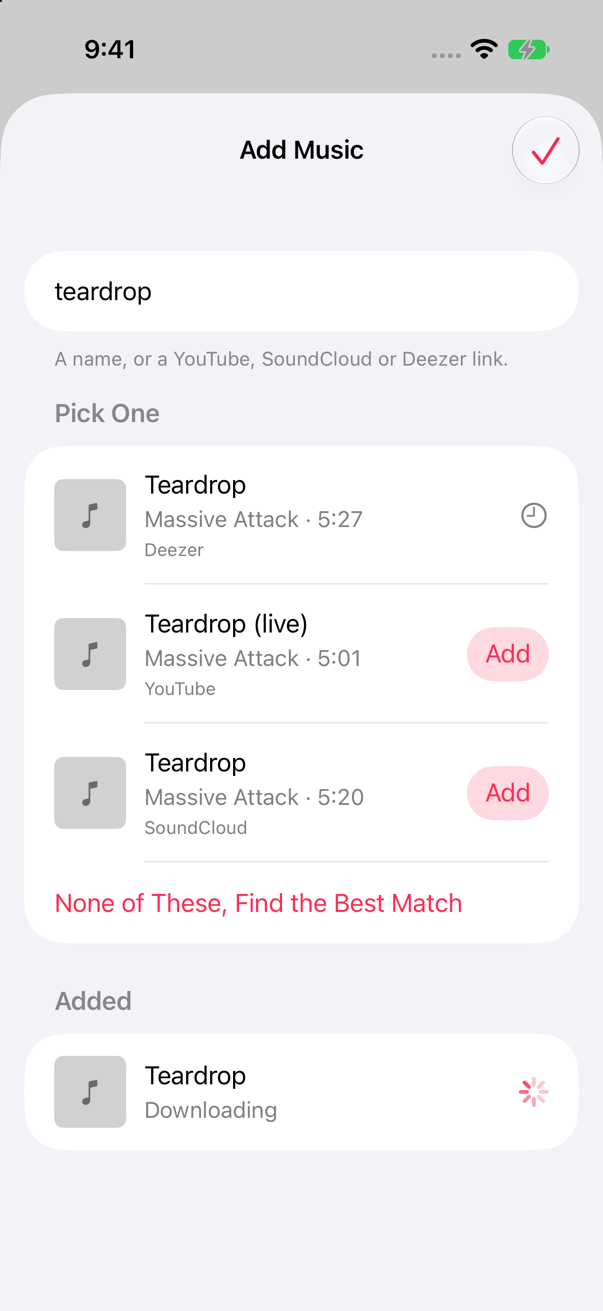 9:41
Add Music
teardrop
A name, or a YouTube, SoundCloud or Deezer link.
Pick One
Teardrop
Massive Attack · 5:27
Deezer
Teardrop (live)
Massive Attack · 5:01
YouTube
Add
Teardrop
Massive Attack · 5:20
SoundCloud
Add
None of These, Find the Best Match
Added
Teardrop
Downloading